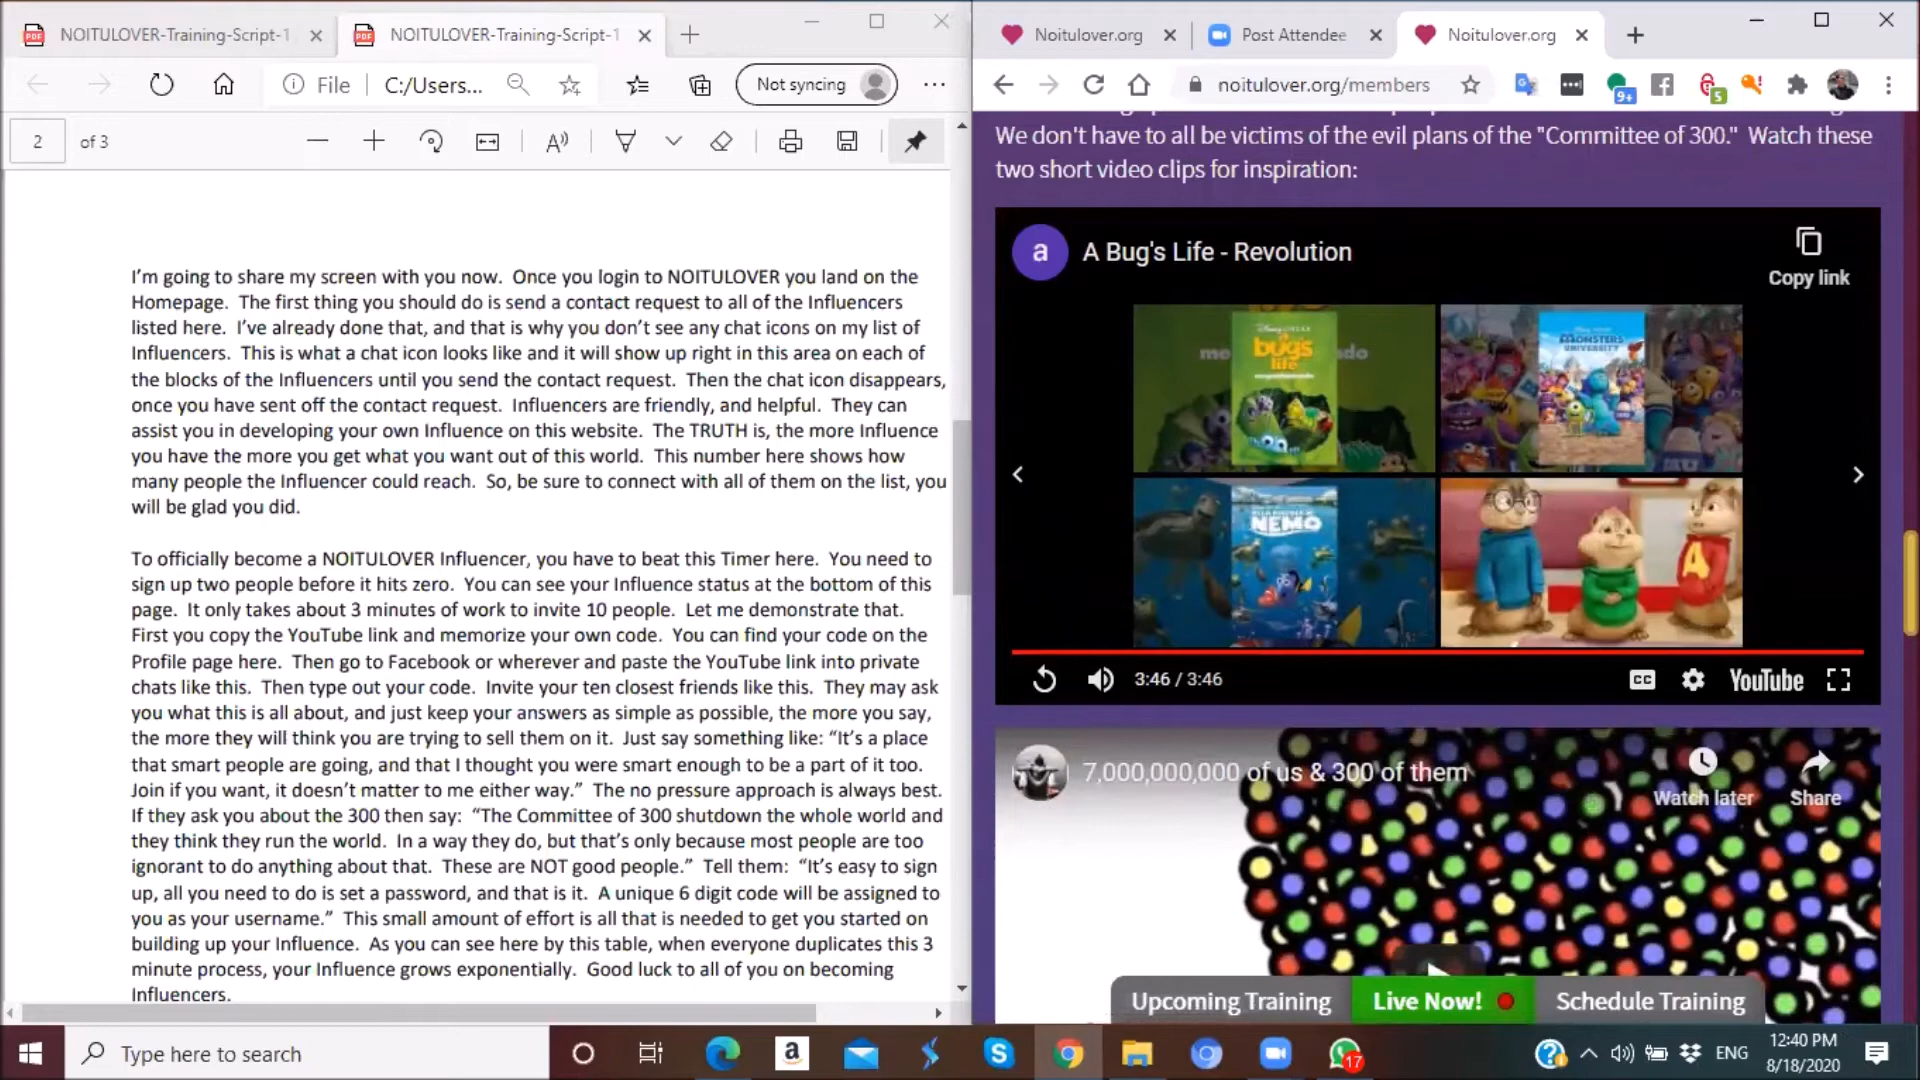 NOITULOVER-Training-Script-1
NOITULOVER-Training-Script-1
File
C:/Users...
Not syncing
2 of 3
I'm going to share my screen with you now. Once you login to NOITULOVER you land on the
Homepage. The first thing you should do is send a contact request to all of the Influencers
listed here. I've already done that, and that is why you don't see any chat icons on my list of
Influencers. This is what a chat icon looks like and it will show up right in this area on each of
the blocks of the Influencers until you send the contact request. Then the chat icon disappears,
once you have sent off the contact request. Influencers are friendly, and helpful. They can
assist you in developing your own Influence on this website. The TRUTH is, the more Influence
you have the more you get what you want out of this world. This number here shows how
many people the Influencer could reach. So, be sure to connect with all of them on the list, you
will be glad you did.
To officially become a NOITULOVER Influencer, you have to beat this Timer here. You need to
sign up two people before it hits zero. You can see your Influence status at the bottom of this
page. It only takes about 3 minutes of work to invite 10 people. Let me demonstrate that.
First you copy the YouTube link and memorize your own code. You can find your code on the
Profile page here. Then go to Facebook or wherever and paste the YouTube link into private
chats like this. Then type out your code. Invite your ten closest friends like this. They may ask
you what this is all about, and just keep your answers as simple as possible, the more you say,
the more they will think you are trying to sell them on it. Just say something like: “It's a place
that smart people are going, and that I thought you were smart enough to be a part of it too.
Join if you want, it doesn't matter to me either way.” The no pressure approach is always best.
If they ask you about the 300 then say: “The Committee of 300 shutdown the whole world and
they think they run the world. In a way they do, but that's only because most people are too
ignorant to do anything about that. These are NOT good people.” Tell them: “It's easy to sign
up, all you need to do is set a password, and that is it. A unique 6 digit code will be assigned to
you as your username.” This small amount of effort is all that is needed to get you started on
building up your Influence. As you can see here by this table, when everyone duplicates this 3
minute process, your Influence grows exponentially. Good luck to all of you on becoming
Influencers.
Noitulover.org
Post Attendee
Noitulover.org
noitulover.org/members
9+
5
We don't have to all be victims of the evil plans of the "Committee of 300." Watch these
two short video clips for inspiration:
a
A Bug's Life - Revolution
Copy link
bug's
life
MONSTERS
UNIVERSITY
NEMO
A
3:46 / 3:46
CC
YouTube
7,000,000,000 of us & 300 of them
Watch later
Share
Upcoming Training
Live Now!
Schedule Training
Type here to search
a
17
ENG
12:40 PM
8/18/2020